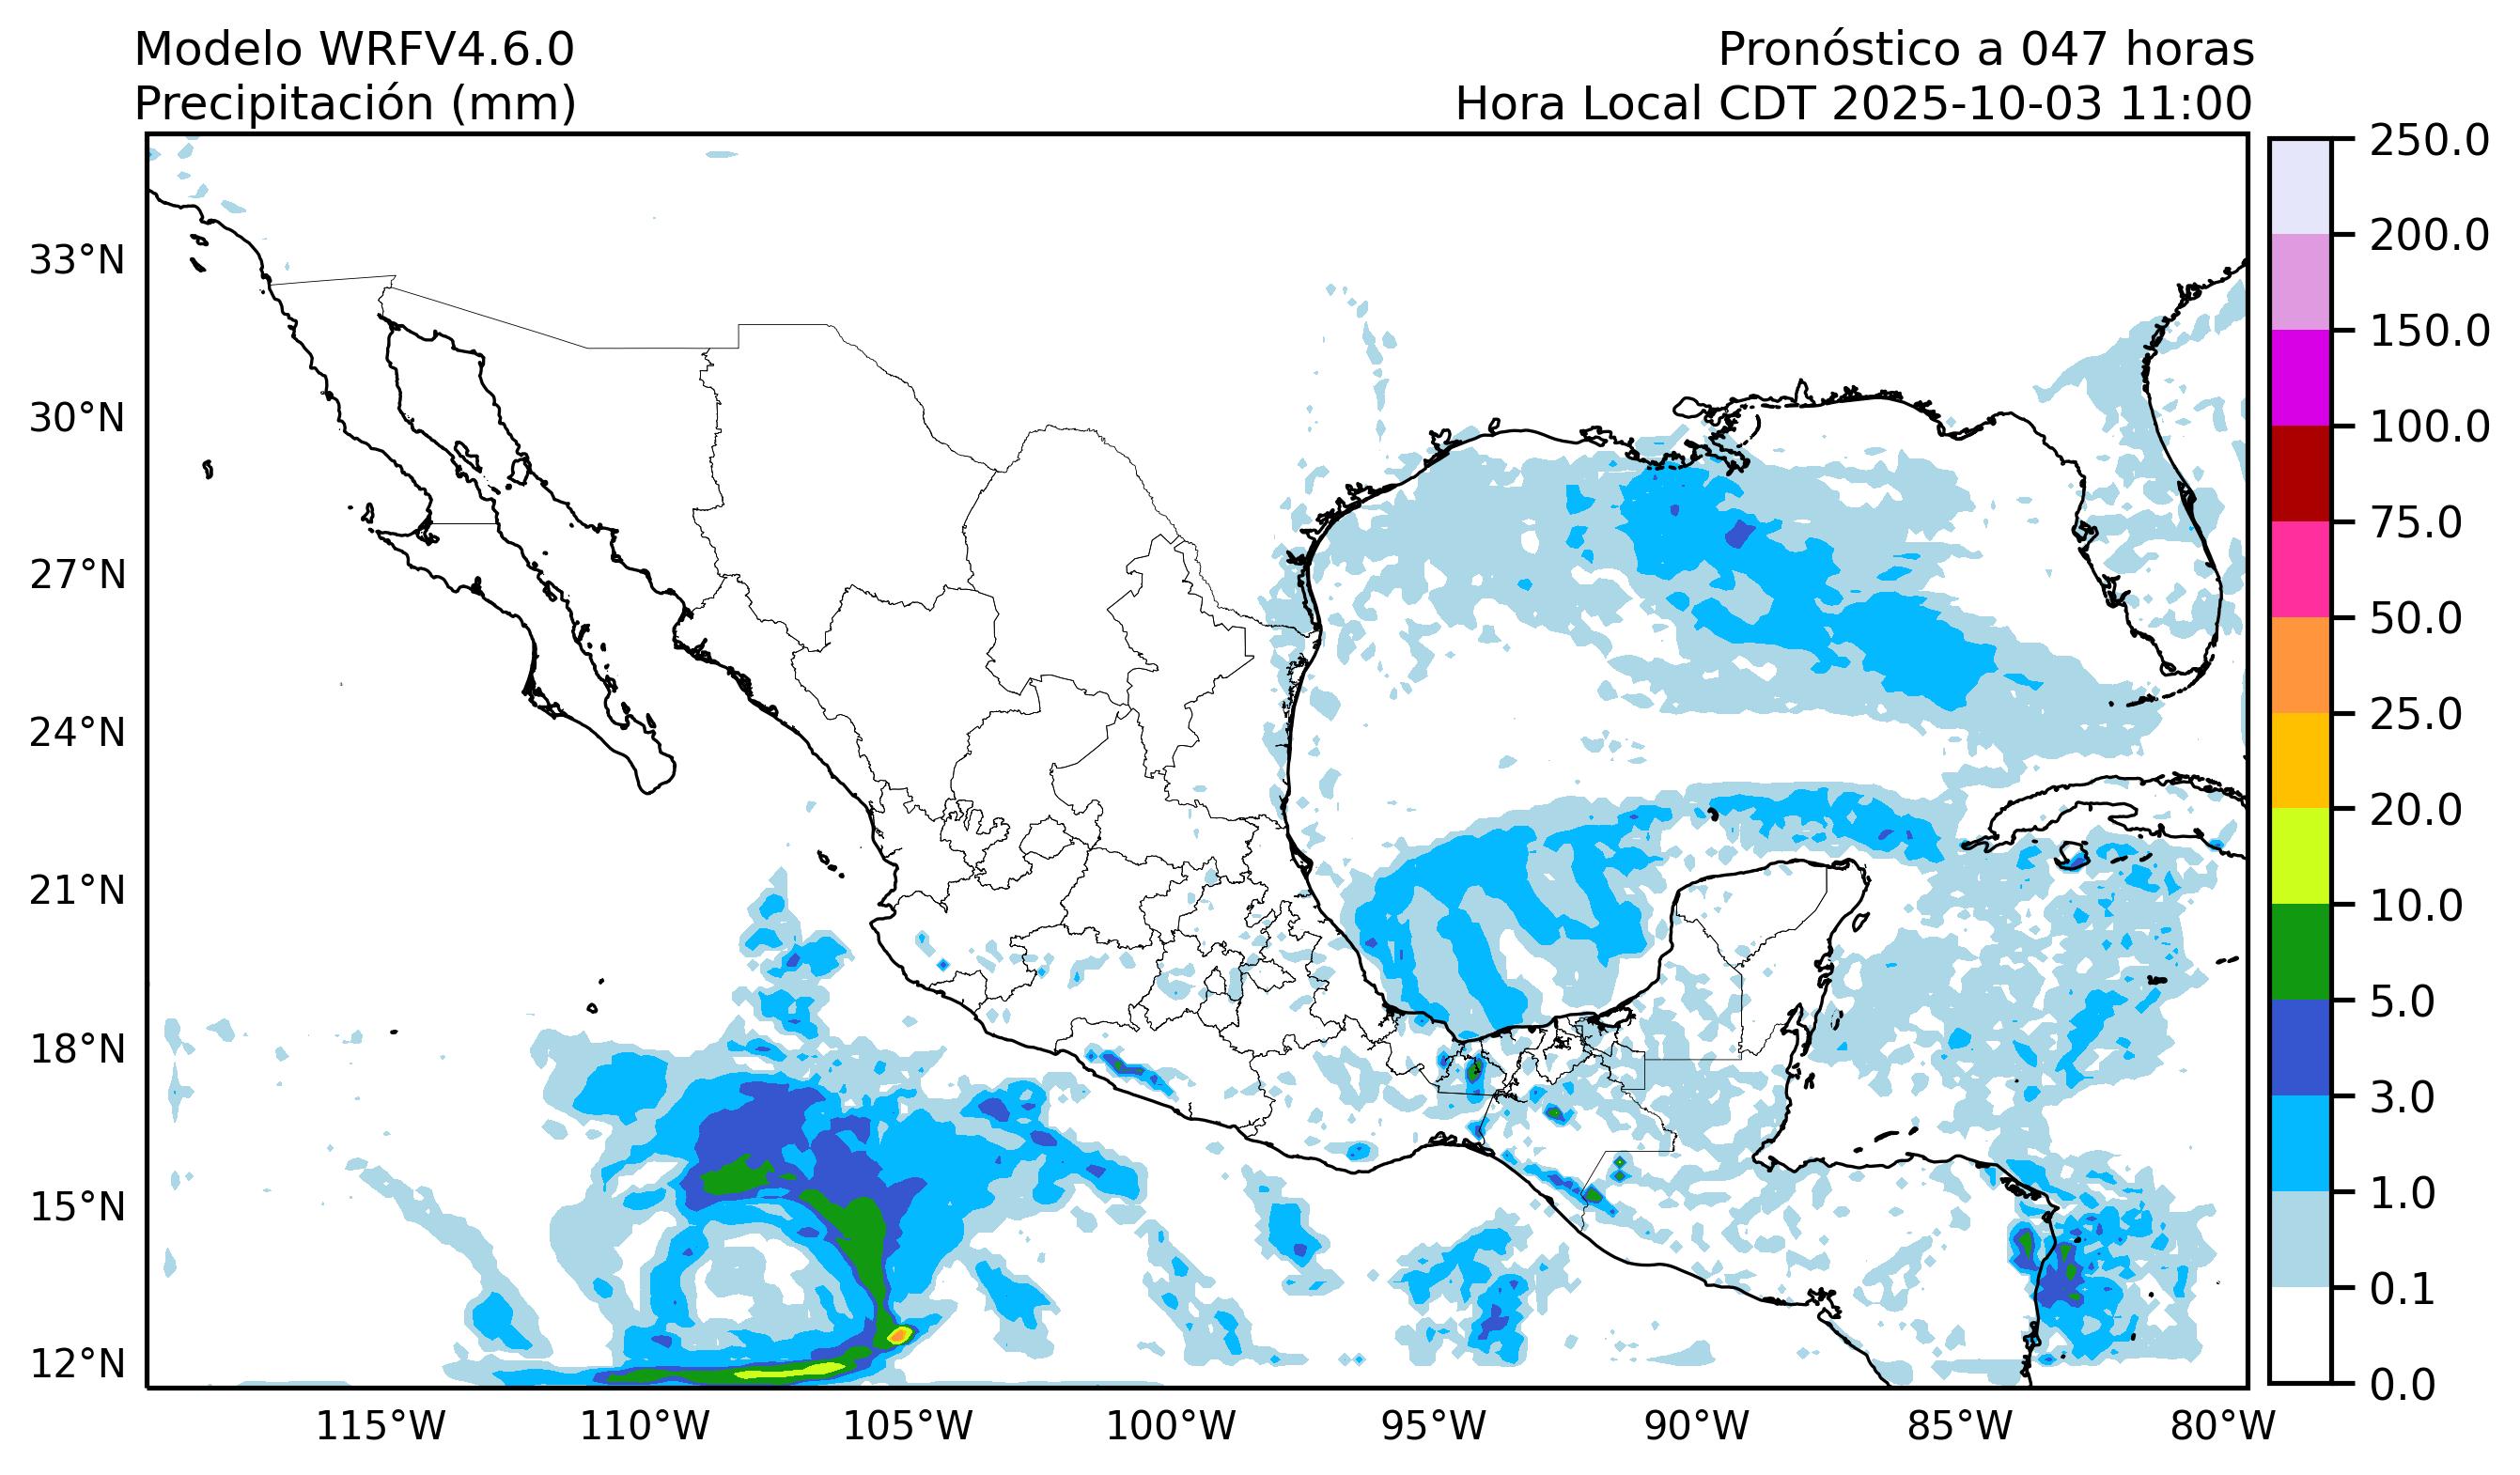 Modelo WRFV4.6.0
Precipitación (mm)
Pronóstico a 047 horas
Hora Local CDT 2025-10-03 11:00
33°N
30°N
27°N
24°N
21°N
18°N
15°N
12°N
115°W
110°W
105°W
100°W
95°W
90°W
85°W
80°W
250.0
200.0
150.0
100.0
75.0
50.0
25.0
20.0
10.0
5.0
3.0
1.0
0.1
0.0